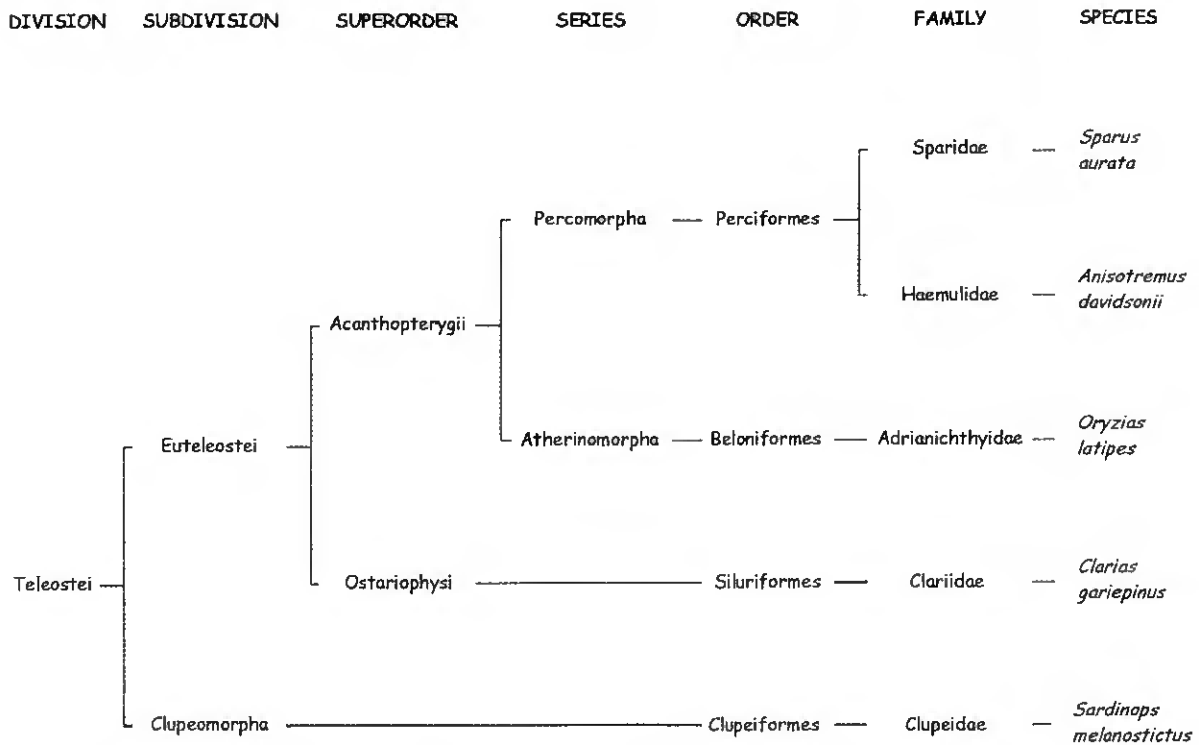 DIVISION SUBDIVISION SUPERORDER SERIES ORDER FAMILY SPECIES
Sparidae Sparus
aurata
Percomorpha Perciformes
Haemulidae Anisotremus
davidsonii
Acanthopterygii
Atherinomorpha Beloniformes Adrianichthyidae Oryzias
latipes
Euteleostei
Teleostei Ostariophysi Siluriformes Clariidae Clarias
gariepinus
Clupeomorpha Clupeiformes Clupeidae Sardinops
melanostictus